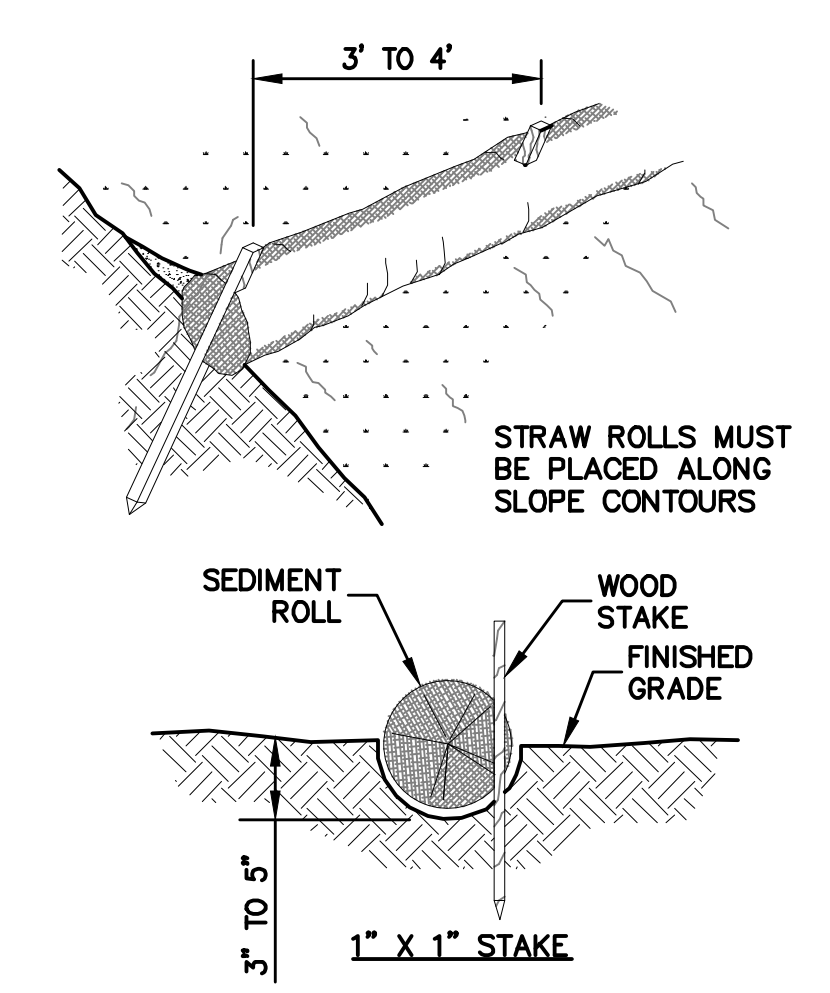 3' TO 4'
STRAW ROLLS MUST
BE PLACED ALONG
SLOPE CONTOURS
SEDIMENT
ROLL
WOOD
STAKE
FINISHED
GRADE
3" TO 5"
1" X 1" STAKE